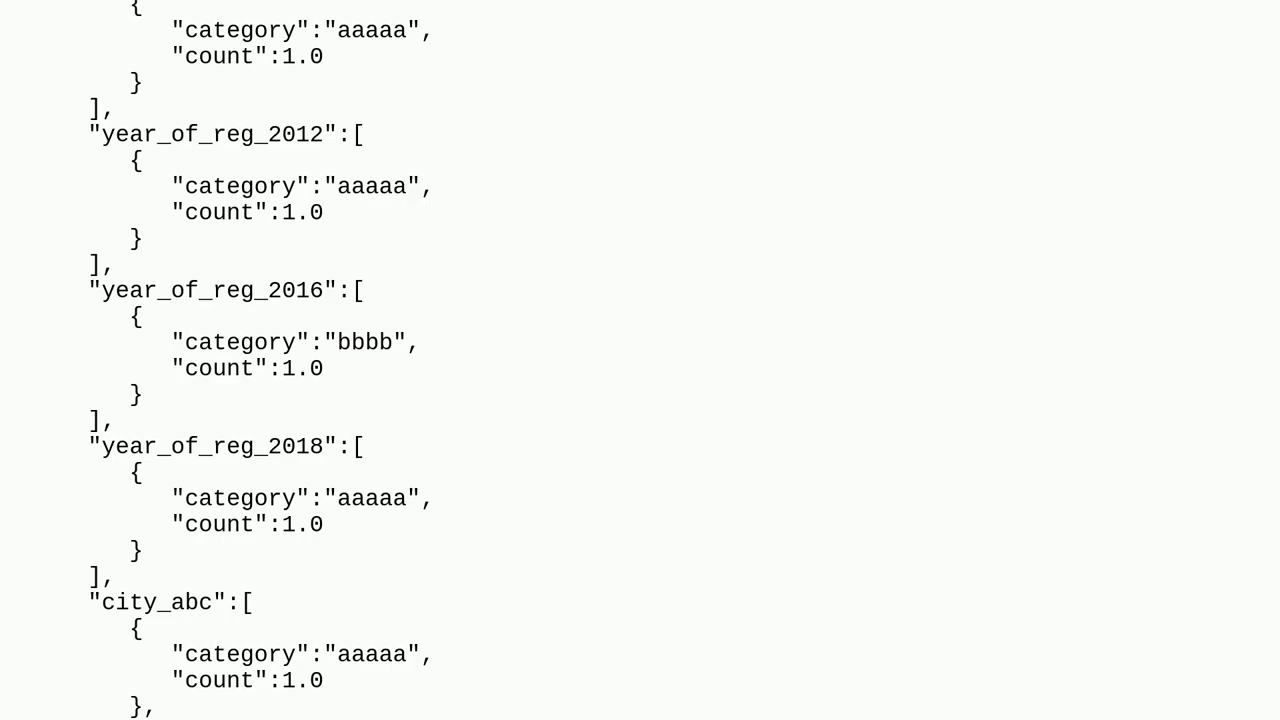 {
"category":"aaaaa",
"count":1.0
}
],
"year_of_reg_2012":[
{
"category":"aaaaa",
"count":1.0
}
],
"year_of_reg_2016":[
{
"category":"bbbb",
"count":1.0
}
],
"year_of_reg_2018":[
{
"category":"aaaaa",
"count":1.0
}
],
"city_abc":[
{
"category":"aaaaa",
"count":1.0
},